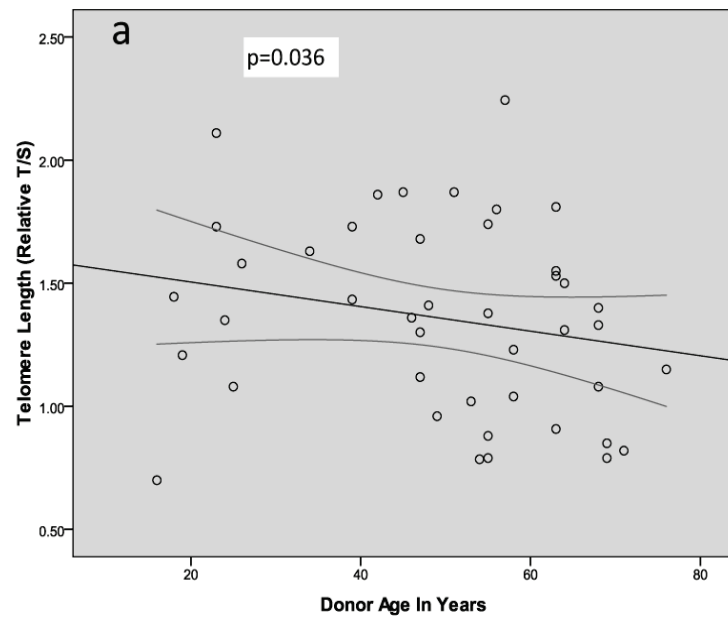 a
p=0.036
2.50
2.00
1.50
1.00
0.50
Telomere Length (Relative T/S)
20 40 60 80
Donor Age In Years